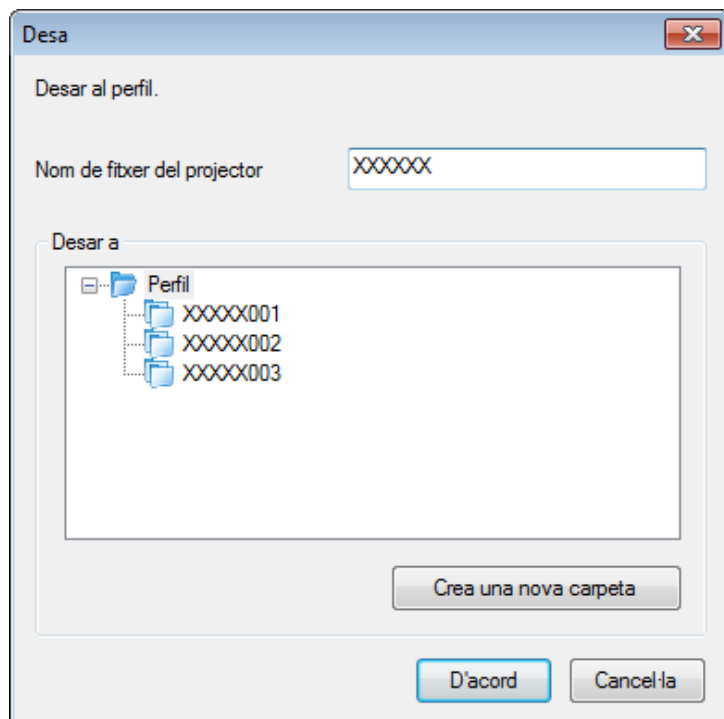 Desa
Desar al perfil.
Nom de fitxer del projector XXXXXX
Desar a
Perfil
XXXXX001
XXXXX002
XXXXX003
Crea una nova carpeta
D'acord Cancel·la